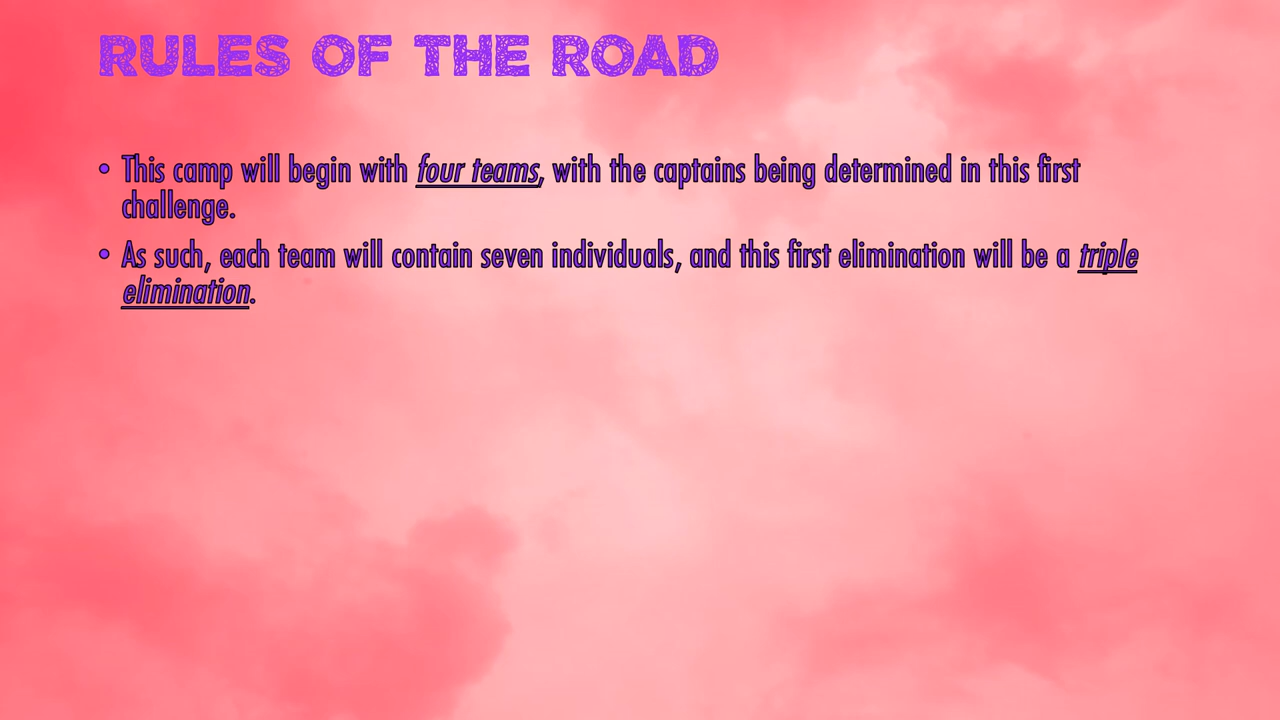 RULES OF THE ROAD
• This camp will begin with four teams, with the captains being determined in this first
challenge.
• As such, each team will contain seven individuals, and this first elimination will be a triple
elimination.